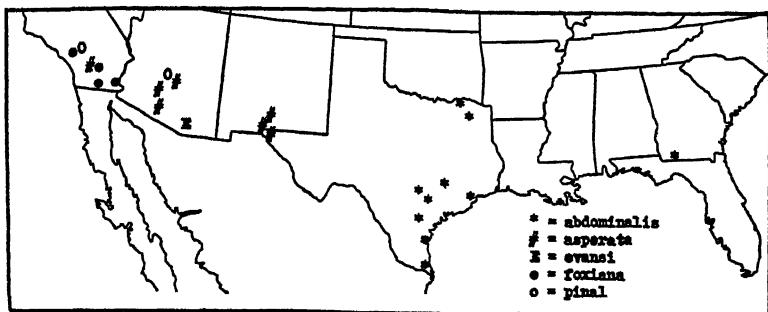 * = abdominalis
# = asperata
E = evansi
● = foxiana
o = pinal